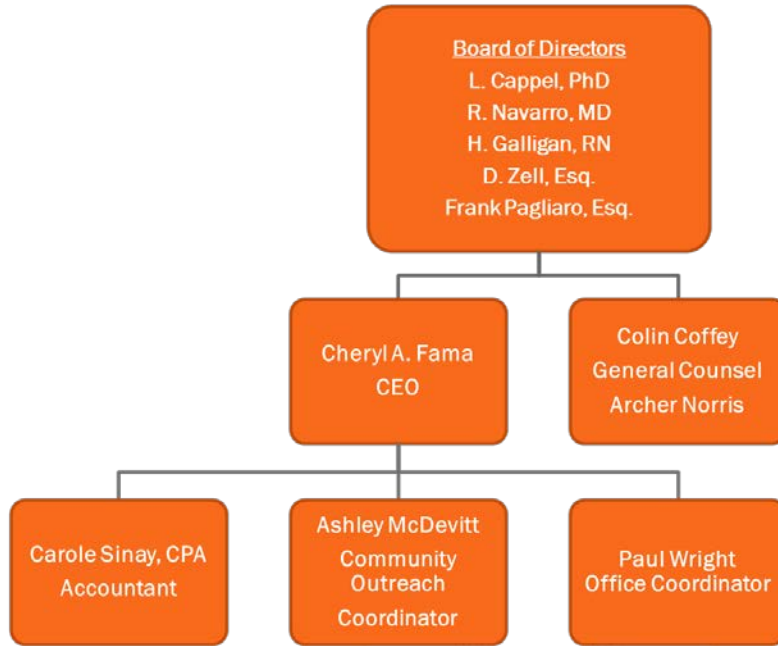 Board of Directors
L. Cappel, PhD
R. Navarro, MD
H. Galligan, RN
D. Zell, Esq.
Frank Pagliaro, Esq.
Cheryl A. Fama
CEO
Colin Coffey
General Counsel
Archer Norris
Carole Sinay, CPA
Accountant
Ashley McDevitt
Community
Outreach
Coordinator
Paul Wright
Office Coordinator